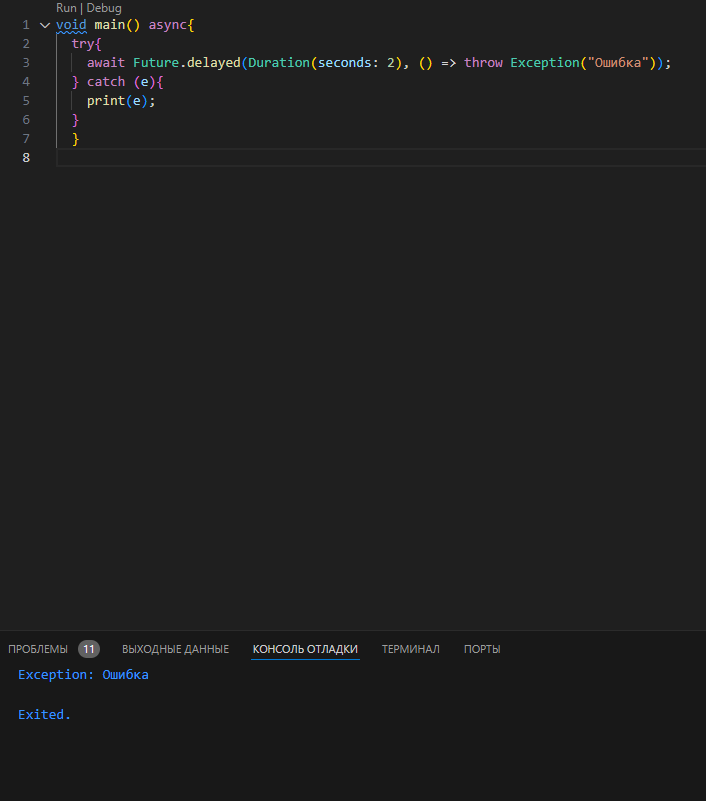 Run | Debug
1 void main() async{
2 try{
3 await Future.delayed(Duration(seconds: 2), () => throw Exception("Ошибка"));
4 } catch (e){
5 print(e);
6 }
7 }
8
ПРОБЛЕМЫ 11 ВЫХОДНЫЕ ДАННЫЕ КОНСОЛЬ ОТЛАДКИ ТЕРМИНАЛ ПОРТЫ
Exception: Ошибка
Exited.